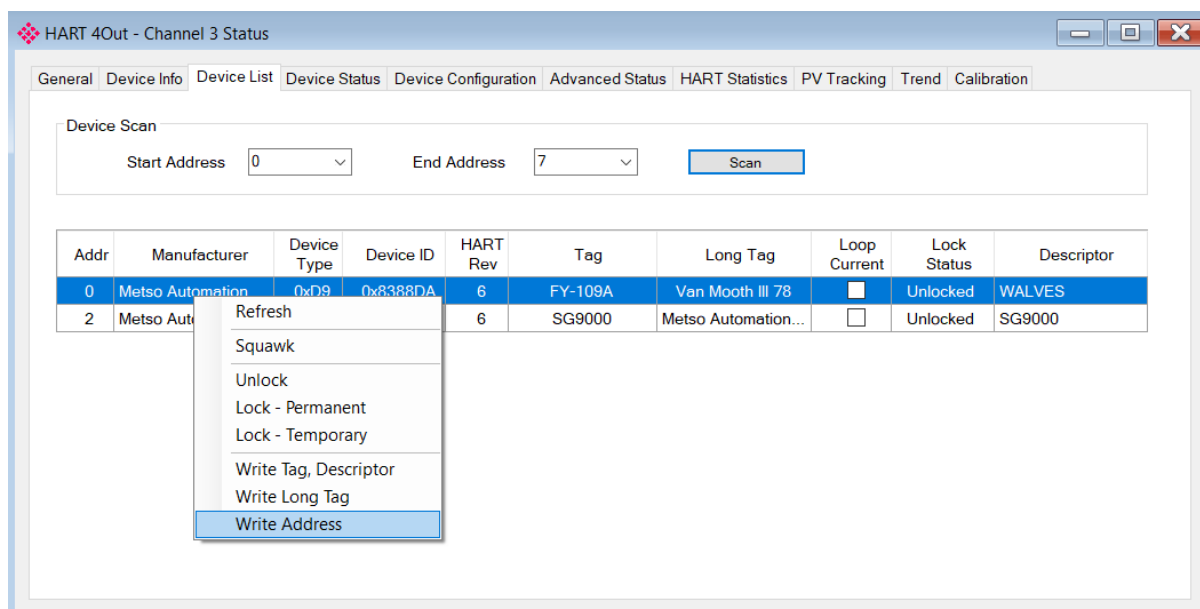 HART 4Out - Channel 3 Status
General Device Info Device List Device Status Device Configuration Advanced Status HART Statistics PV Tracking Trend Calibration
Device Scan
Start Address 0 End Address 7 Scan
Addr Manufacturer Device Type Device ID HART Rev Tag Long Tag Loop Current Lock Status Descriptor
0 Metso Automation 0xD9 0x8388DA 6 FY-109A Van Mooth III 78 Unlocked WALVES
2 Metso Aut 6 SG9000 Metso Automation... Unlocked SG9000
Refresh
Squawk
Unlock
Lock - Permanent
Lock - Temporary
Write Tag, Descriptor
Write Long Tag
Write Address